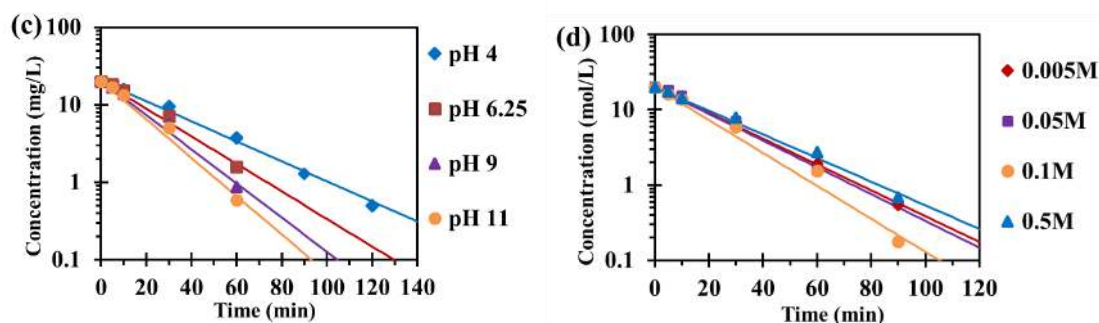 (c)
Concentration (mg/L)
100
10
1
0.1
0 20 40 60 80 100 120 140
Time (min)
pH 4
pH 6.25
pH 9
pH 11
(d)
Concentration (mol/L)
100
10
1
0.1
0 20 40 60 80 100 120
Time (min)
0.005M
0.05M
0.1M
0.5M